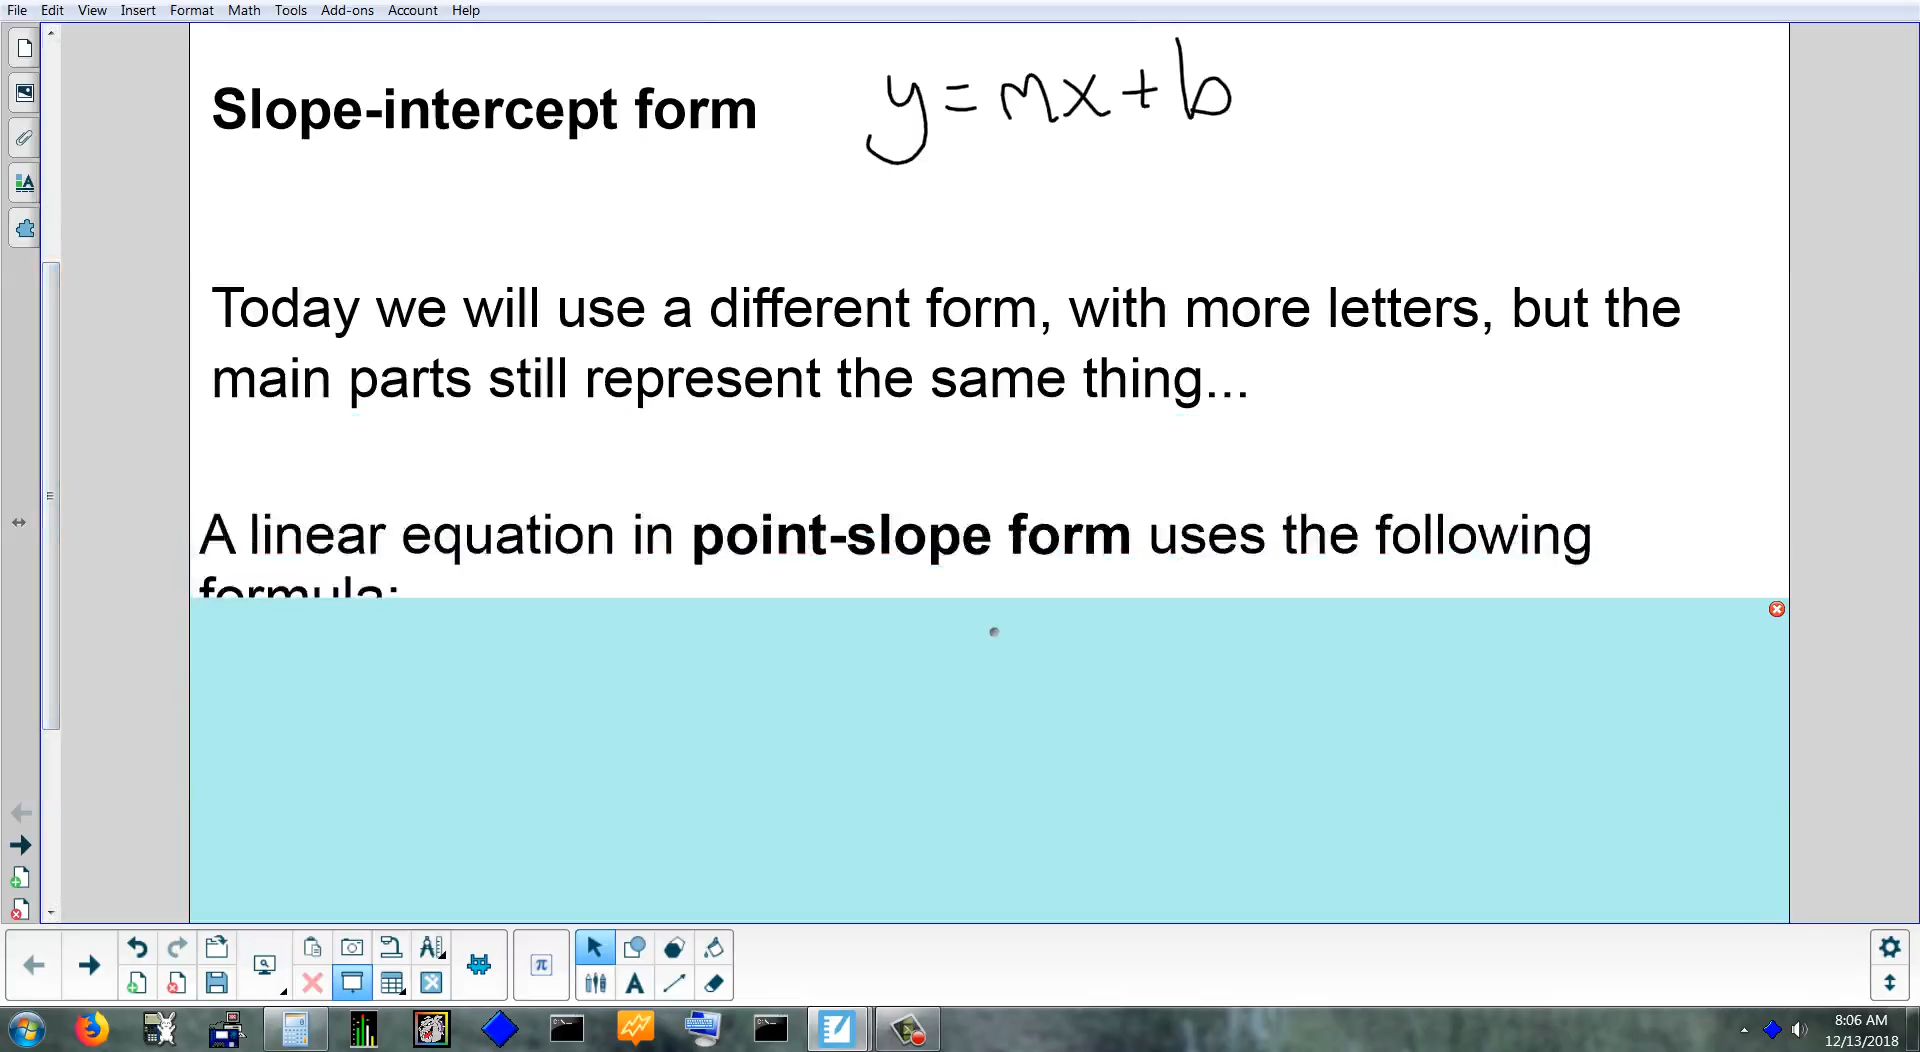 File Edit View Insert Format Math Tools Add-ons Account Help
Slope-intercept form y=mx+b
Today we will use a different form, with more letters, but the
main parts still represent the same thing...
A linear equation in point-slope form uses the following
formula:
8:06 AM
12/13/2018